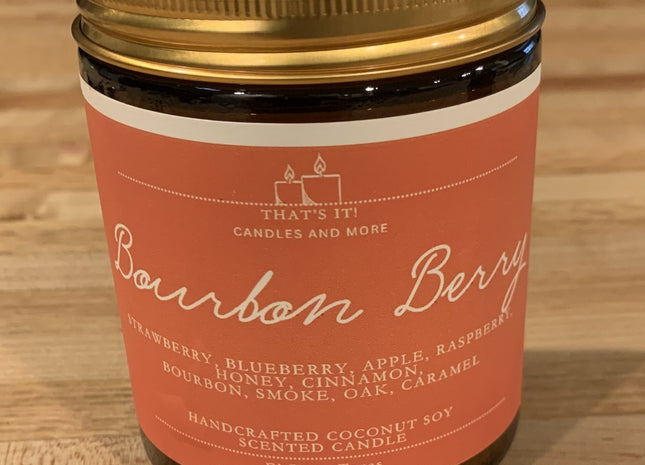 THAT'S IT!
CANDLES AND MORE
Bourbon Berry
STRAWBERRY, BLUEBERRY, APPLE, RASPBERRY,
HONEY, CINNAMON,
BOURBON, SMOKE, OAK, CARAMEL
HANDCRAFTED COCONUT SOY
SCENTED CANDLE